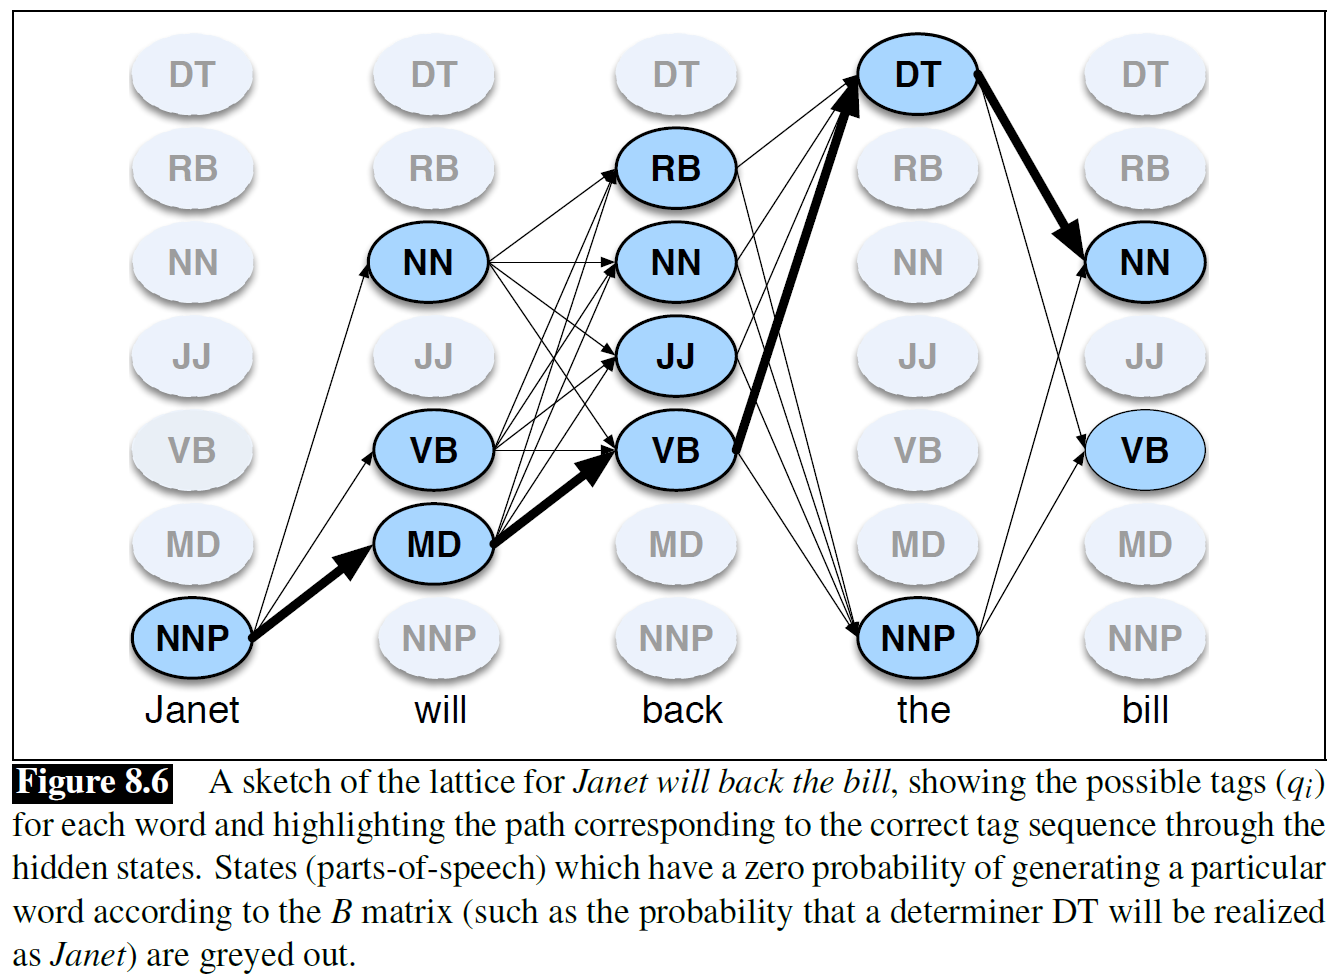 DT DT DT DT DT
RB RB RB RB RB
NN NN NN NN NN
JJ JJ JJ JJ JJ
VB VB VB VB VB
MD MD MD MD MD
NNP NNP NNP NNP NNP
Janet will back the bill
Figure 8.6 A sketch of the lattice for Janet will back the bill, showing the possible tags (qi)
for each word and highlighting the path corresponding to the correct tag sequence through the
hidden states. States (parts-of-speech) which have a zero probability of generating a particular
word according to the B matrix (such as the probability that a determiner DT will be realized
as Janet) are greyed out.